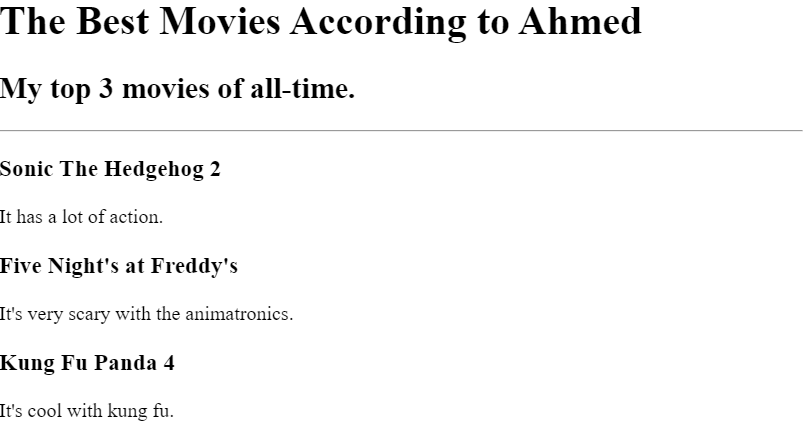 The Best Movies According to Ahmed
My top 3 movies of all-time.
Sonic The Hedgehog 2
It has a lot of action.
Five Night's at Freddy's
It's very scary with the animatronics.
Kung Fu Panda 4
It's cool with kung fu.